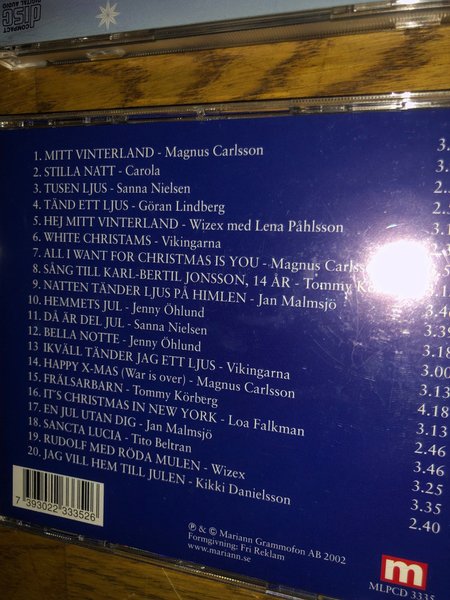 COMPACT
disc
DIGITAL AUDIO
1. MITT VINTERLAND - Magnus Carlsson 3.
2. STILLA NATT - Carola
3. TUSEN LJUS - Sanna Nielsen
4. TÄND ETT LJUS - Göran Lindberg
5. HEJ MITT VINTERLAND - Wizex med Lena Påhlsson
6. WHITE CHRISTAMS - Vikingarna
7. ALL I WANT FOR CHRISTMAS IS YOU - Magnus Carlsson
8. SÅNG TILL KARL-BERTIL JONSSON, 14 ÅR - Tommy Körberg
9. NATTEN TÄNDER LJUS PÅ HIMLEN - Jan Malmsjö
10. HEMMETS JUL - Jenny Öhlund 3.39
11. DÅ ÄR DEL JUL - Sanna Nielsen 3.18
12. BELLA NOTTE - Jenny Öhlund 3.00
13 IKVÄLL TÄNDER JAG ETT LJUS - Vikingarna 3.13
14. HAPPY X-MAS (War is over) - Magnus Carlsson 4.18
15. FRÄLSARBARN - Tommy Körberg 3.13
16. IT'S CHRISTMAS IN NEW YORK - Loa Falkman 2.46
17. EN JUL UTAN DIG - Jan Malmsjö 3.46
18. SANCTA LUCIA - Tito Beltran 3.25
19. RUDOLF MED RÖDA MULEN - Wizex 3.35
20. JAG VILL HEM TILL JULEN - Kikki Danielsson 2.40
7 393022 333526
℗ & © Mariann Grammofon AB 2002
Formgivning: Fri Reklam
www.mariann.se
m
MLPCD 3335